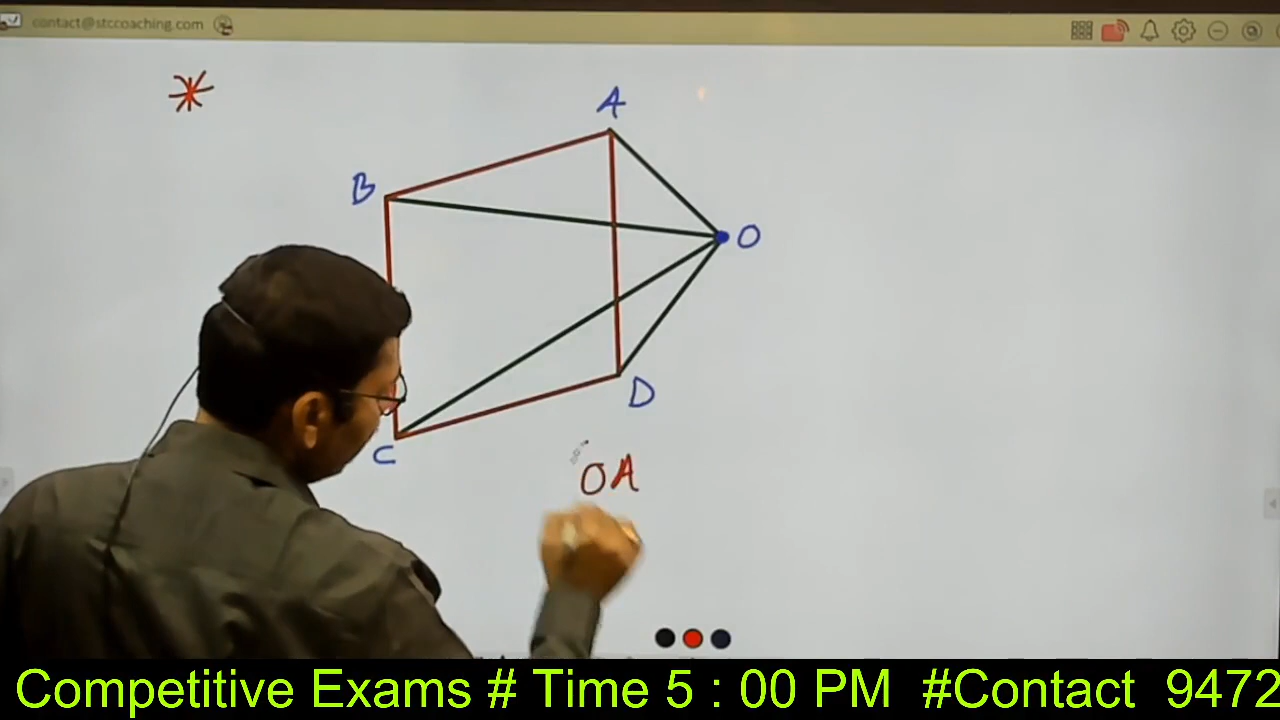 contact@stccoaching.com
A
B
O
D
C
OA
Competitive Exams # Time 5 : 00 PM #Contact 9472